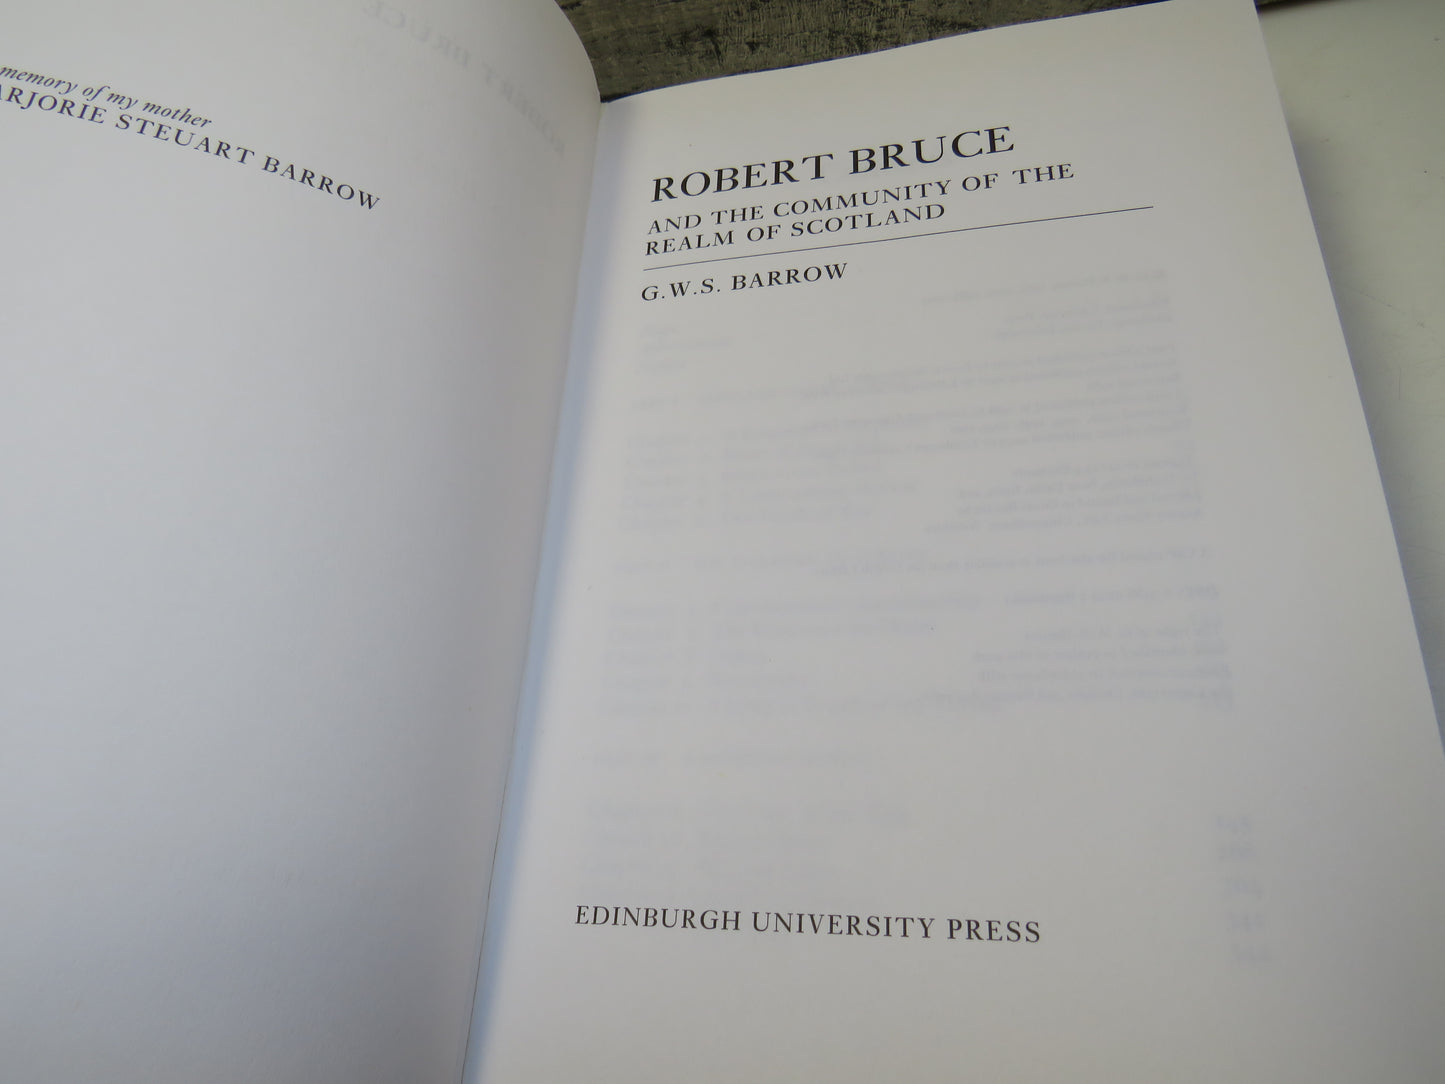 memory of my mother
ARJORIE STEUART BARROW
ROBERT BRUCE
AND THE COMMUNITY OF THE
REALM OF SCOTLAND
G.W.S. BARROW
EDINBURGH UNIVERSITY PRESS